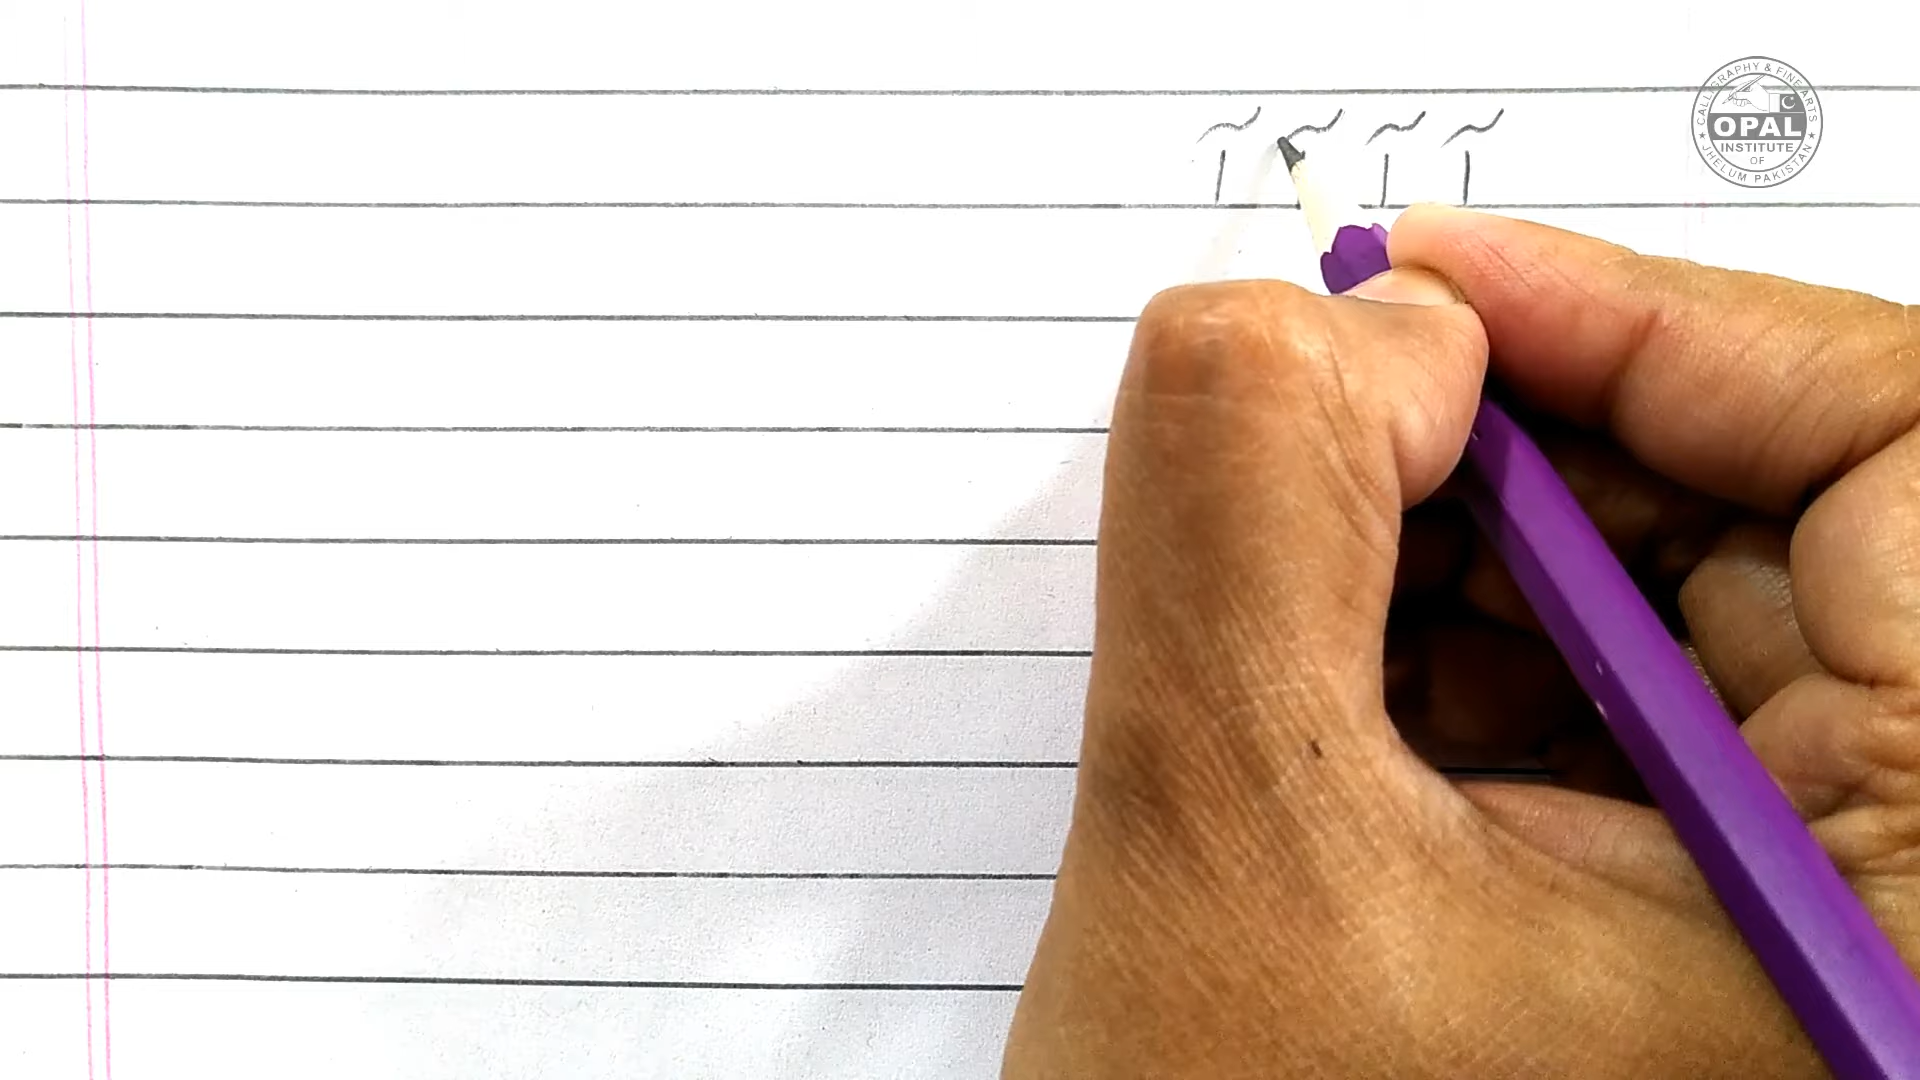 آ آ آ آ
CALLIGRAPHY & FINE ARTS
OPAL
INSTITUTE
OF
JHELUM PAKISTAN